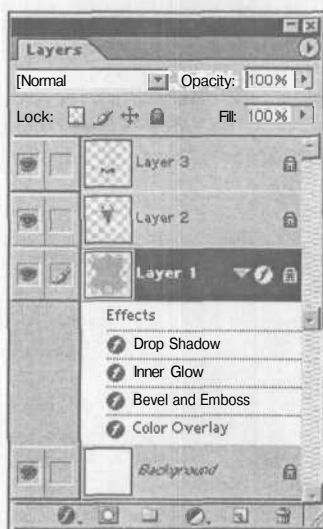 Layers
[Normal Opacity: 100%
Lock: Fill: 100%
Layer 3
Layer 2
Layer 1
Effects
Drop Shadow
Inner Glow
Bevel and Emboss
Color Overlay
Background